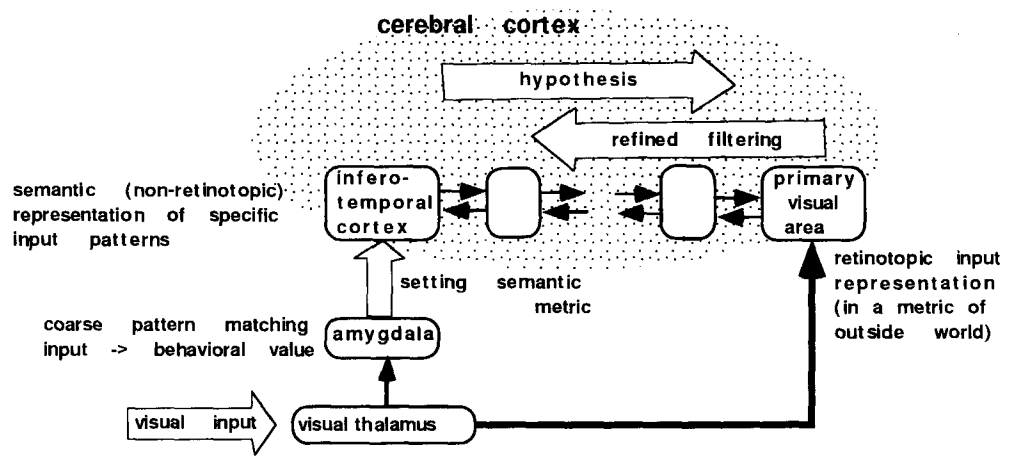 cerebral cortex
hypothesis
refined filtering
semantic (non-retinotopic)
representation of specific
input patterns
infero-
temporal
cortex
primary
visual
area
setting semantic
metric
retinotopic input
representation
(in a metric of
outside world)
coarse pattern matching
input -> behavioral value
amygdala
visual input
visual thalamus